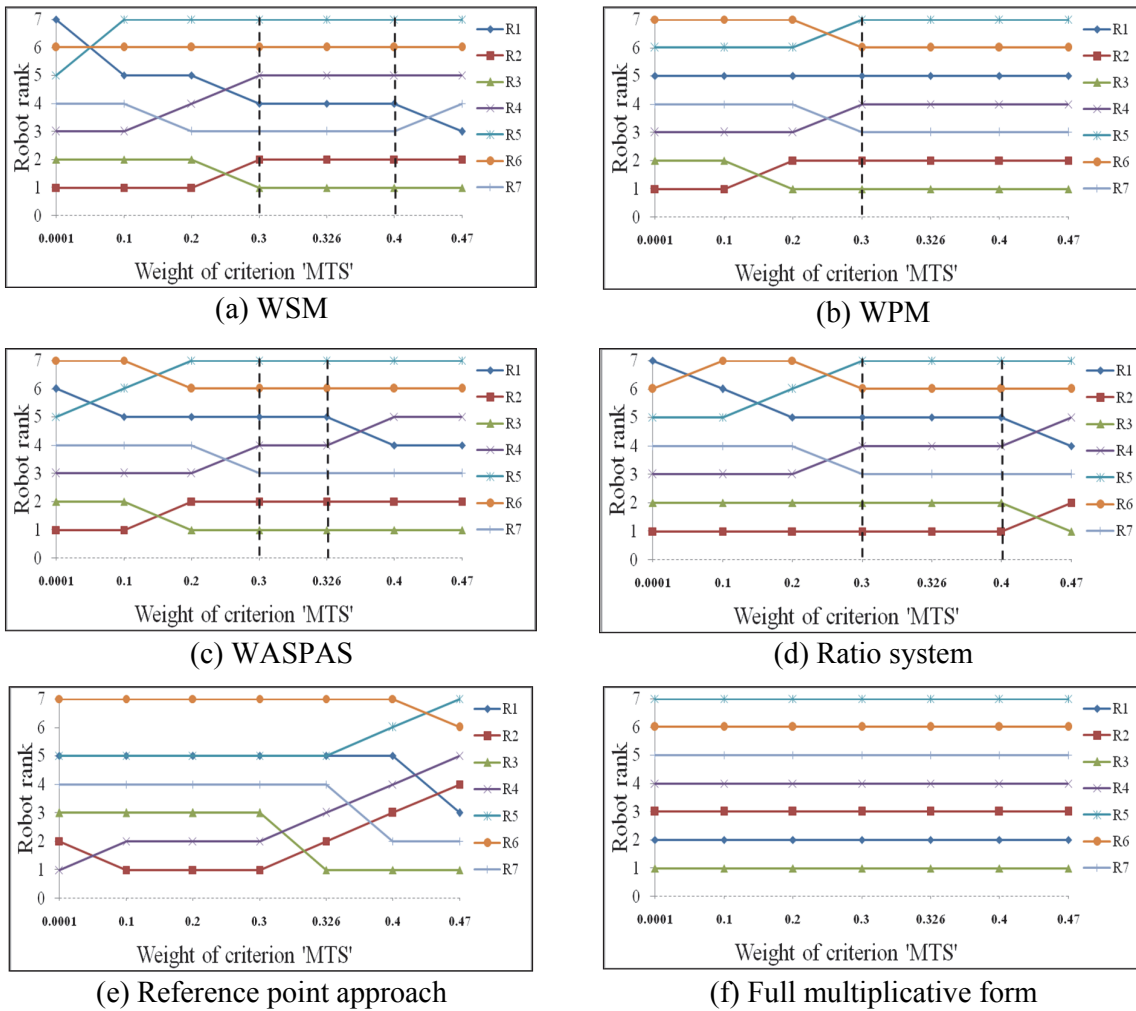 7
6
5
4
3
2
1
0
Robot rank
0.0001 0.1 0.2 0.3 0.326 0.4 0.47
Weight of criterion 'MTS'
R1
R2
R3
R4
R5
R6
R7
(a) WSM
7
6
5
4
3
2
1
0
Robot rank
0.0001 0.1 0.2 0.3 0.326 0.4 0.47
Weight of criterion 'MTS'
R1
R2
R3
R4
R5
R6
R7
(b) WPM
7
6
5
4
3
2
1
0
Robot rank
0.0001 0.1 0.2 0.3 0.326 0.4 0.47
Weight of criterion 'MTS'
R1
R2
R3
R4
R5
R6
R7
(c) WASPAS
7
6
5
4
3
2
1
0
Robot rank
0.0001 0.1 0.2 0.3 0.326 0.4 0.47
Weight of criterion 'MTS'
R1
R2
R3
R4
R5
R6
R7
(d) Ratio system
7
6
5
4
3
2
1
0
Robot rank
0.0001 0.1 0.2 0.3 0.326 0.4 0.47
Weight of criterion 'MTS'
R1
R2
R3
R4
R5
R6
R7
(e) Reference point approach
7
6
5
4
3
2
1
0
Robot rank
0.0001 0.1 0.2 0.3 0.326 0.4 0.47
Weight of criterion 'MTS'
R1
R2
R3
R4
R5
R6
R7
(f) Full multiplicative form